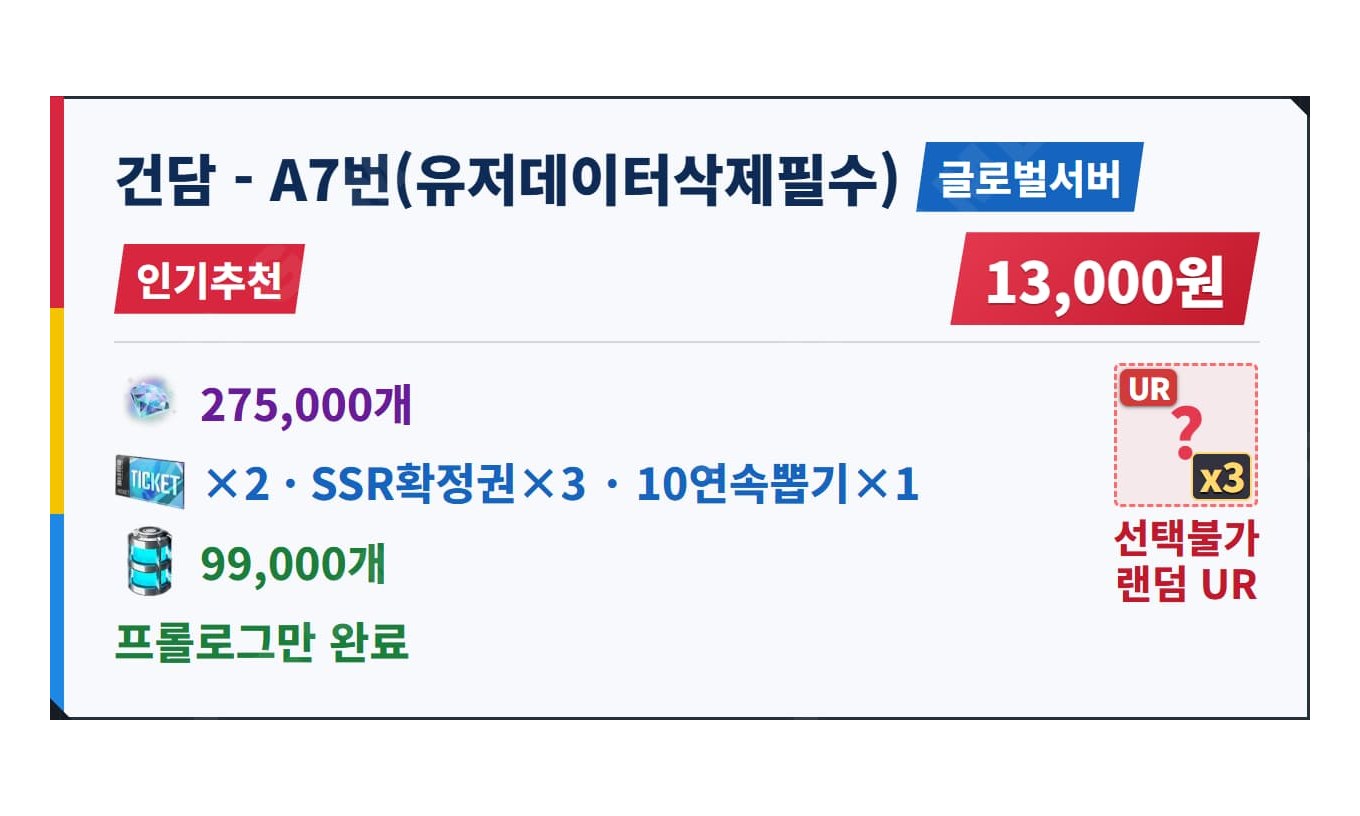 건담 - A7번(유저데이터삭제필수) 글로벌서버
인기추천
13,000원
275,000개
TICKET ×2 · SSR확정권×3 · 10연속뽑기×1
99,000개
프롤로그만 완료
UR
?
x3
선택불가
랜덤 UR